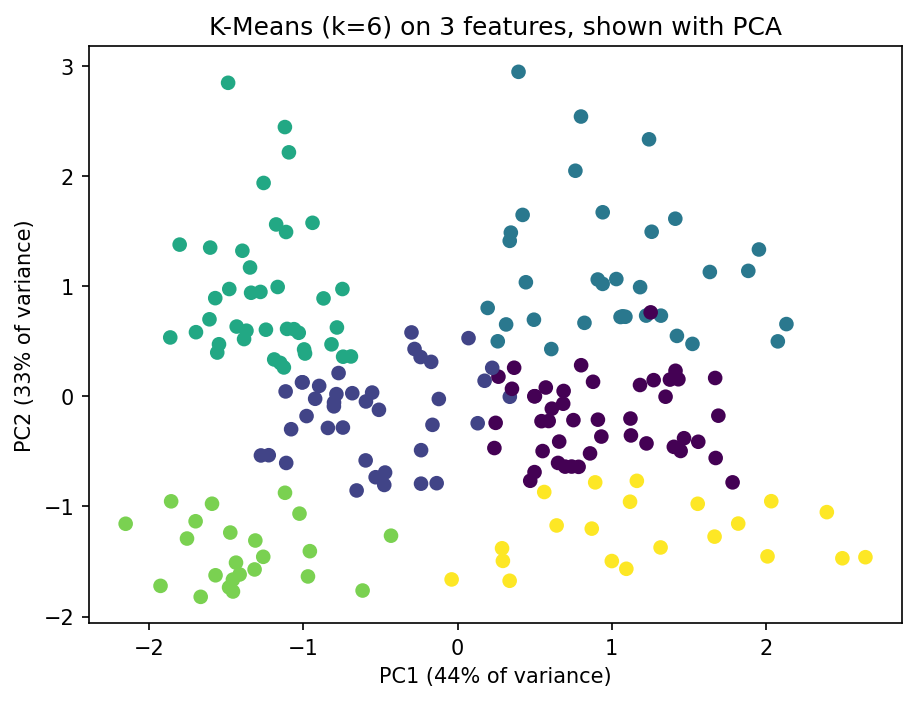 K-Means (k=6) on 3 features, shown with PCA
3
2
1
0
−1
−2
PC2 (33% of variance)
−2 −1 0 1 2
PC1 (44% of variance)